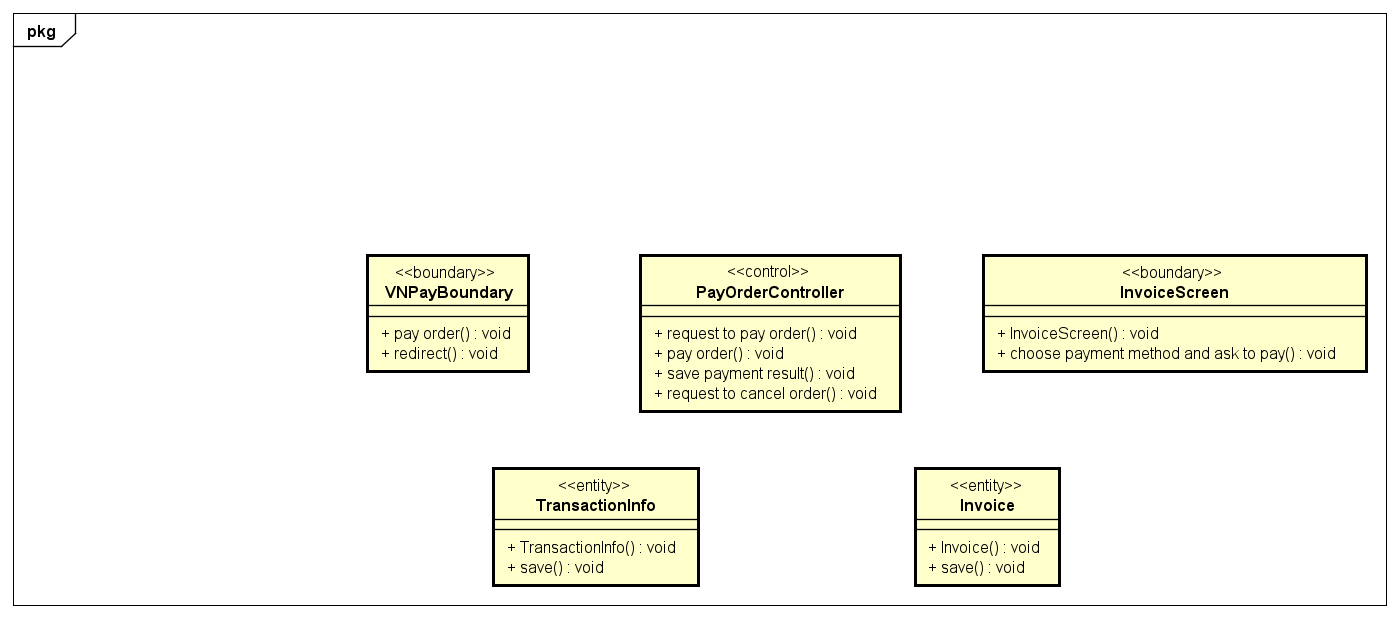 pkg
<<boundary>>
VNPayBoundary
+ pay order() : void
+ redirect() : void
<<control>>
PayOrderController
+ request to pay order() : void
+ pay order() : void
+ save payment result() : void
+ request to cancel order() : void
<<boundary>>
InvoiceScreen
+ InvoiceScreen() : void
+ choose payment method and ask to pay() : void
<<entity>>
TransactionInfo
+ TransactionInfo() : void
+ save() : void
<<entity>>
Invoice
+ Invoice() : void
+ save() : void